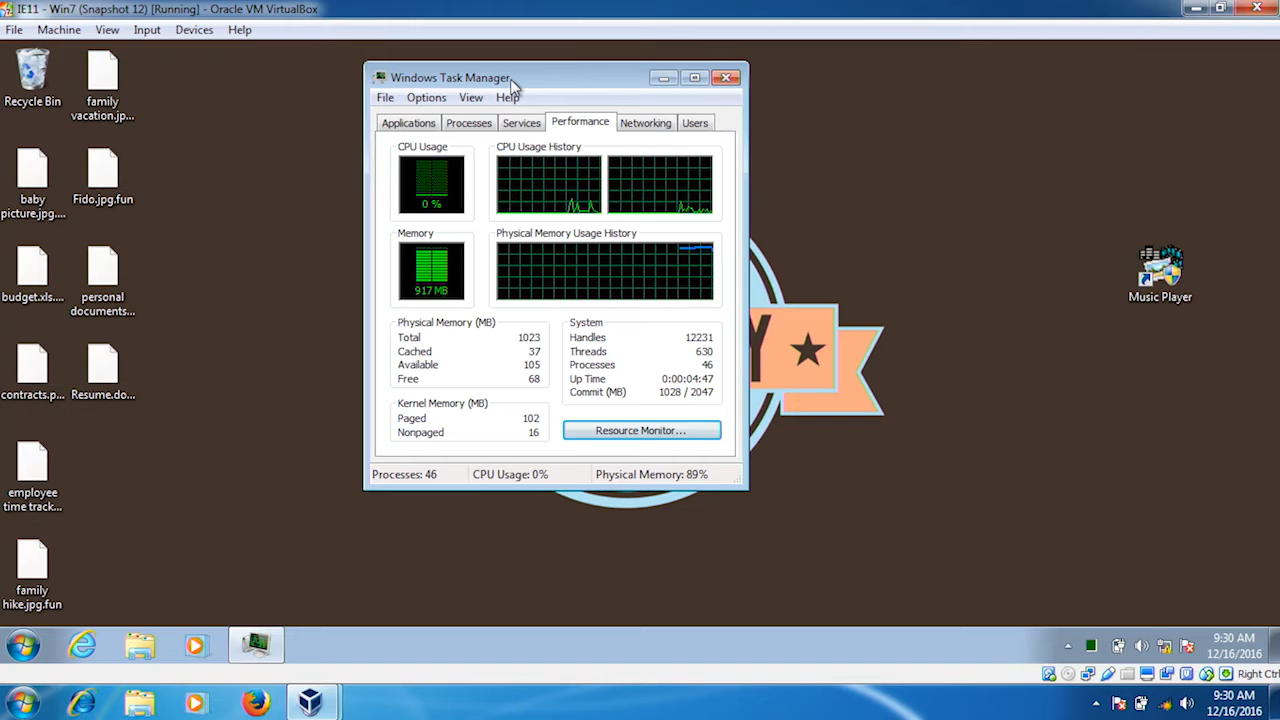 IE11 - Win7 (Snapshot 12) [Running] - Oracle VM VirtualBox
File Machine View Input Devices Help
Recycle Bin
family
vacation.jp...
baby
picture.jpg....
Fido.jpg.fun
budget.xls....
personal
documents...
contracts.p...
Resume.do...
employee
time track...
family
hike.jpg.fun
Windows Task Manager
File Options View Help
Applications Processes Services Performance Networking Users
CPU Usage
CPU Usage History
0 %
Memory
Physical Memory Usage History
917 MB
Physical Memory (MB)
Total 1023
Cached 37
Available 105
Free 68
Kernel Memory (MB)
Paged 102
Nonpaged 16
System
Handles 12231
Threads 630
Processes 46
Up Time 0:00:04:47
Commit (MB) 1028 / 2047
Resource Monitor...
Processes: 46 CPU Usage: 0% Physical Memory: 89%
Y
Music Player
9:30 AM
12/16/2016
Right Ctrl
9:30 AM
12/16/2016